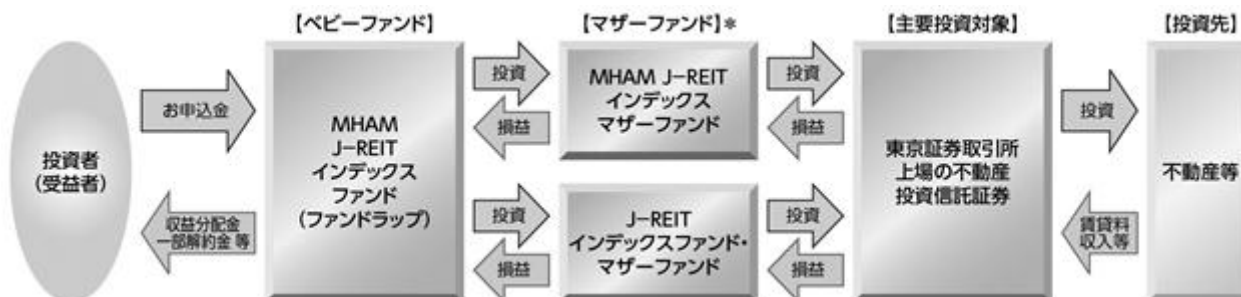 【ベビーファンド】
【マザーファンド】*
【主要投資対象】
【投資先】
投資者
(受益者)
お申込金
収益分配金
一部解約金 等
MHAM
J-REIT
インデックス
ファンド
(ファンドラップ)
投資
損益
投資
損益
MHAM J-REIT
インデックス
マザーファンド
J-REIT
インデックスファンド・
マザーファンド
投資
損益
投資
損益
東京証券取引所
上場の不動産
投資信託証券
投資
賃貸料
収入等
不動産等